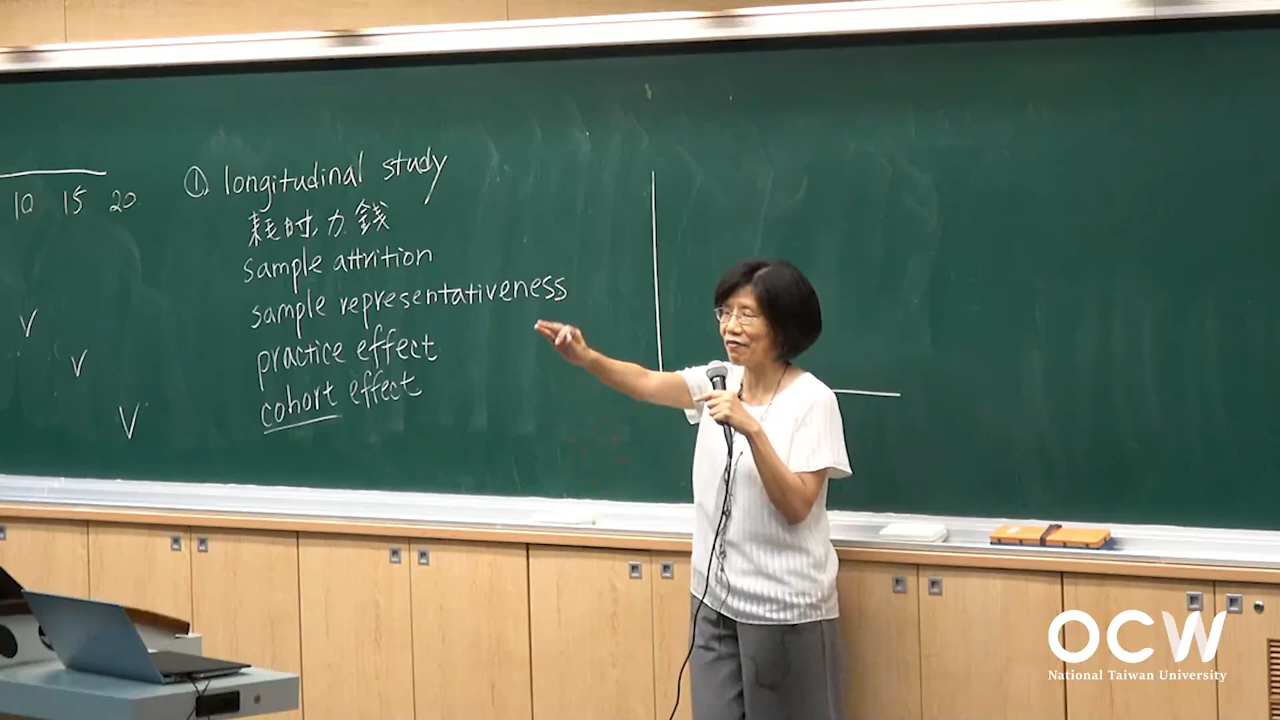 10 15 20
V
V
V
① longitudinal study
耗时,力,錢
sample attrition
sample representativeness
practice effect
cohort effect
OCW
National Taiwan University